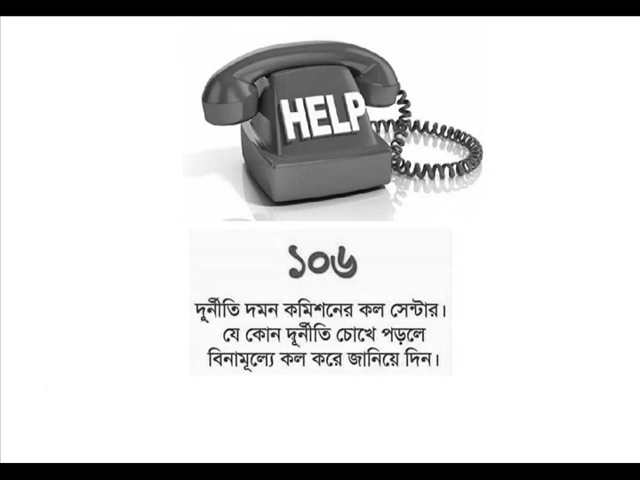 HELP
১০৬
দূর্নীতি দমন কমিশনের কল সেন্টার।
যে কোন দূর্নীতি চোখে পড়লে
বিনামূল্যে কল করে জানিয়ে দিন।